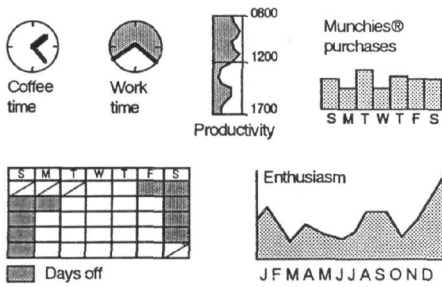 Coffee
time
Work
time
0800
1200
1700
Productivity
Munchies®
purchases
S M T W T F S
S M T W T F S
Days off
Enthusiasm
J F M A M J J A S O N D